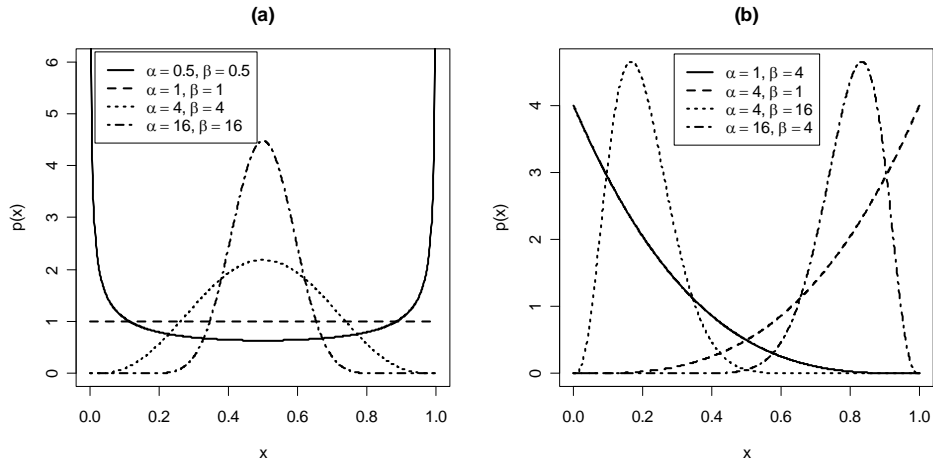 (a)
α = 0.5, β = 0.5
α = 1, β = 1
α = 4, β = 4
α = 16, β = 16
p(x)
6
5
4
3
2
1
0
0.0 0.2 0.4 0.6 0.8 1.0
x
(b)
α = 1, β = 4
α = 4, β = 1
α = 4, β = 16
α = 16, β = 4
p(x)
4
3
2
1
0
0.0 0.2 0.4 0.6 0.8 1.0
x